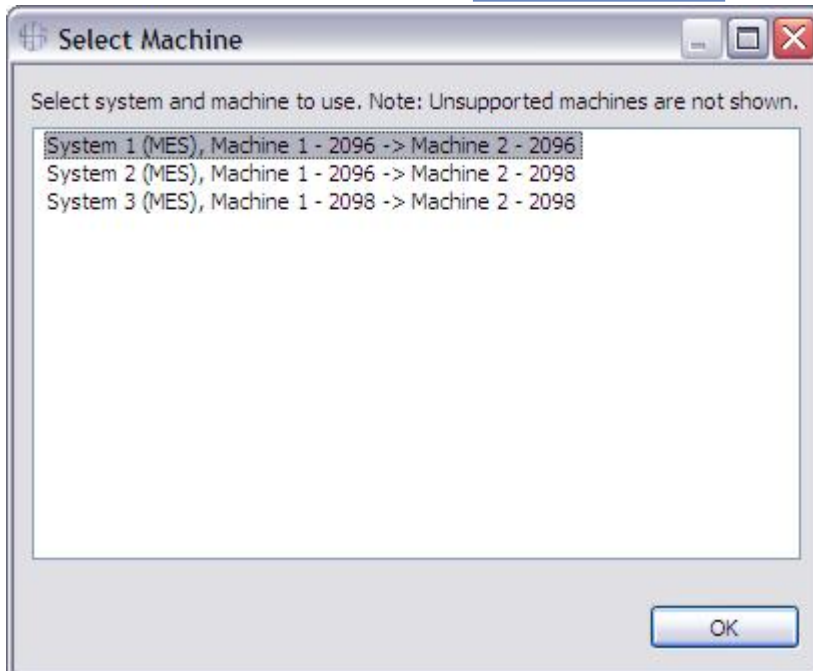 Select Machine
Select system and machine to use. Note: Unsupported machines are not shown.
System 1 (MES), Machine 1 - 2096 -> Machine 2 - 2096
System 2 (MES), Machine 1 - 2096 -> Machine 2 - 2098
System 3 (MES), Machine 1 - 2098 -> Machine 2 - 2098
OK